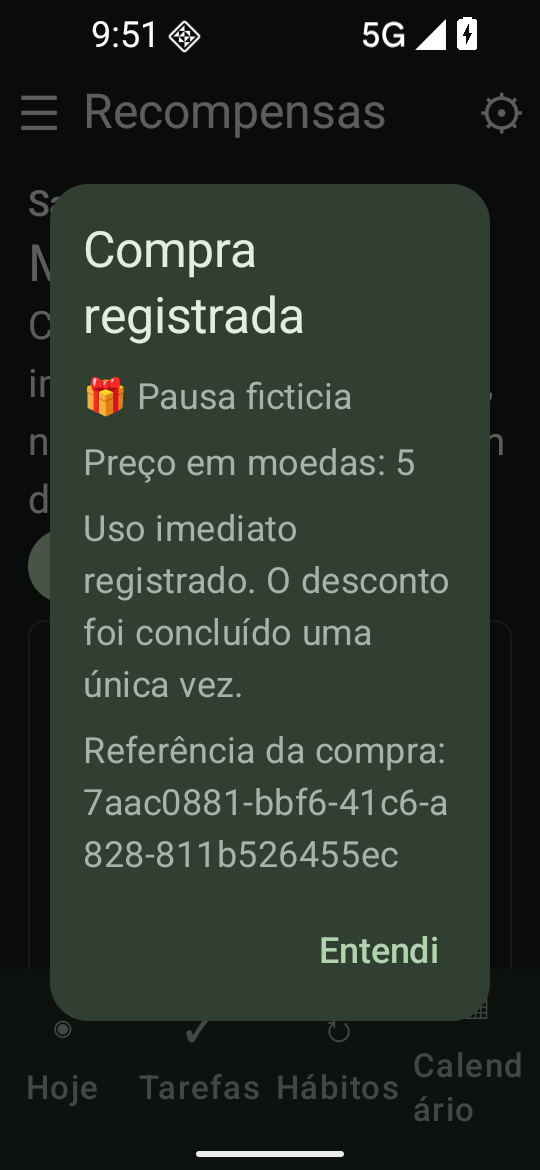 9:51
5G
Recompensas
Compra
registrada
🎁 Pausa ficticia
Preço em moedas: 5
Uso imediato
registrado. O desconto
foi concluído uma
única vez.
Referência da compra:
7aac0881-bbf6-41c6-a
828-811b526455ec
Entendi
Hoje
Tarefas
Hábitos
Calend
ário